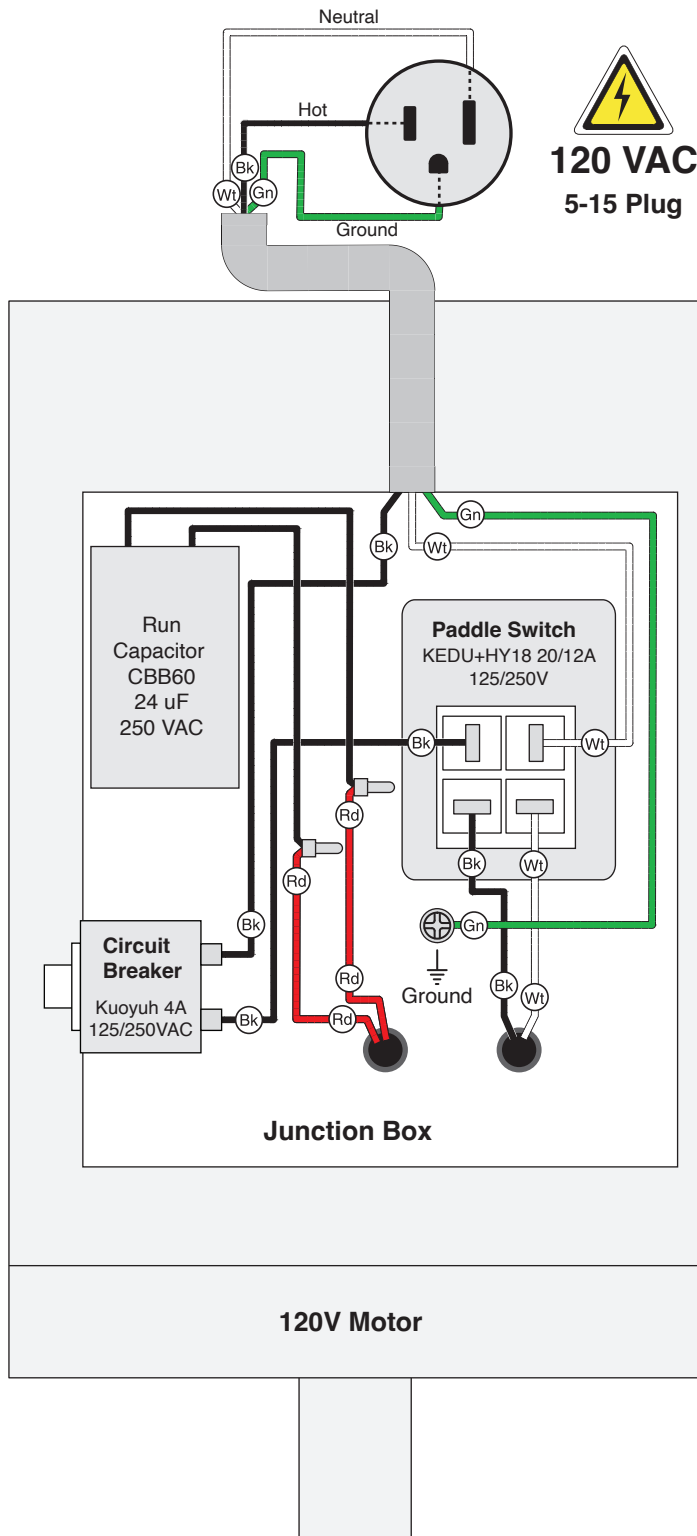 Neutral
Hot
Bk
Wt
Gn
Ground
120 VAC
5-15 Plug
Gn
Bk
Wt
Run
Capacitor
CBB60
24 uF
250 VAC
Paddle Switch
KEDU+HY18 20/12A
125/250V
Bk
Wt
Rd
Rd
Bk
Wt
Bk
Gn
Circuit
Breaker
Kuoyuh 4A
125/250VAC
Ground
Rd
Bk
Wt
Bk
Rd
Junction Box
120V Motor